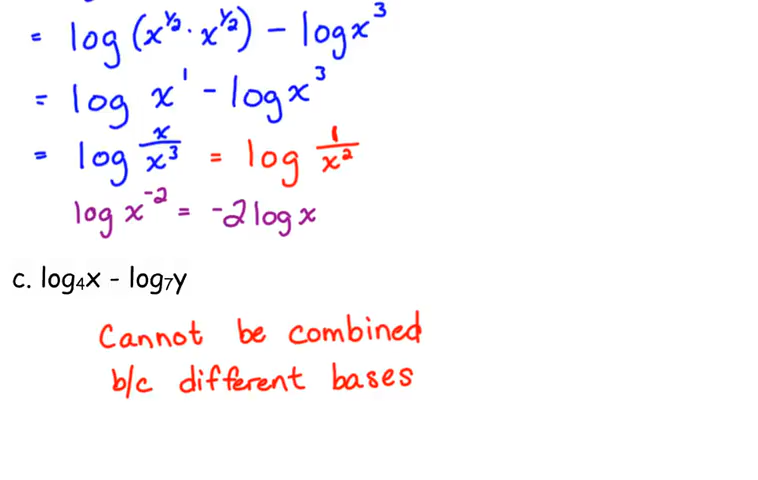 = log (x^½ · x^½) - log x³
= log x¹ - log x³
= log x/x³ = log 1/x²
log x⁻² = -2 log x
c. log₄x - log₇y
Cannot be combined
b/c different bases